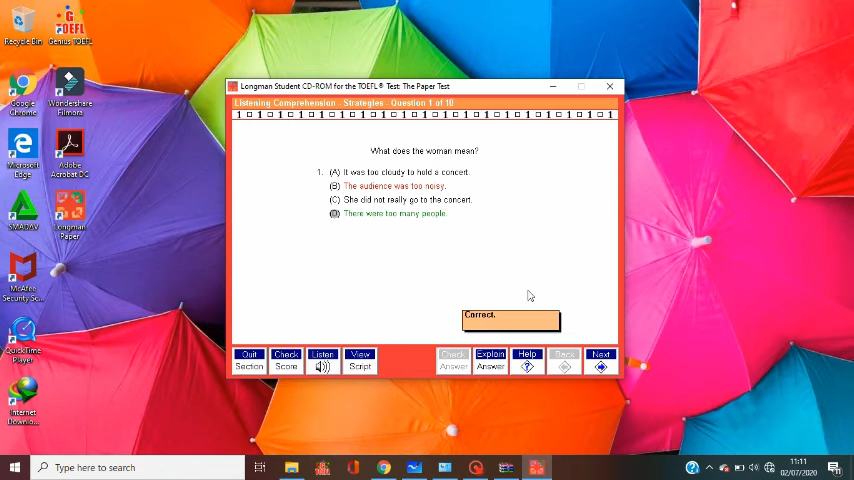 Recycle Bin
Genius TOEFL
Google Chrome
Wondershare Filmora
Microsoft Edge
Adobe Acrobat DC
SMADAV
Longman Paper
McAfee Security Sc...
QuickTime Player
Internet Downlo...
Longman Student CD-ROM for the TOEFL® Test: The Paper Test
Listening Comprehension - Strategies - Question 1 of 10
What does the woman mean?
1. (A) It was too cloudy to hold a concert.
(B) The audience was too noisy.
(C) She did not really go to the concert.
(D) There were too many people.
Correct.
Quit Section
Check Score
Listen
View Script
Check Answer
Explain Answer
Help
Back
Next
Type here to search
11:11
02/07/2020